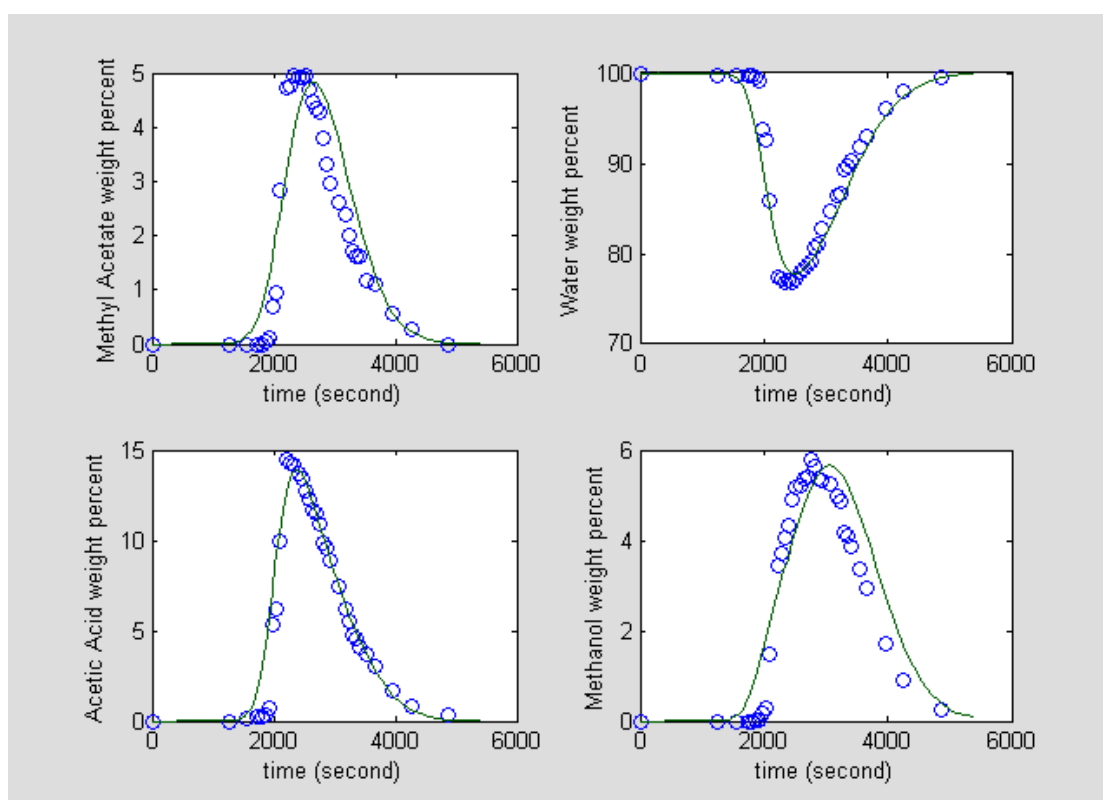 Methyl Acetate weight percent
5
4
3
2
1
0
0 2000 4000 6000
time (second)
Water weight percent
100
90
80
70
0 2000 4000 6000
time (second)
Acetic Acid weight percent
15
10
5
0
0 2000 4000 6000
time (second)
Methanol weight percent
6
4
2
0
0 2000 4000 6000
time (second)